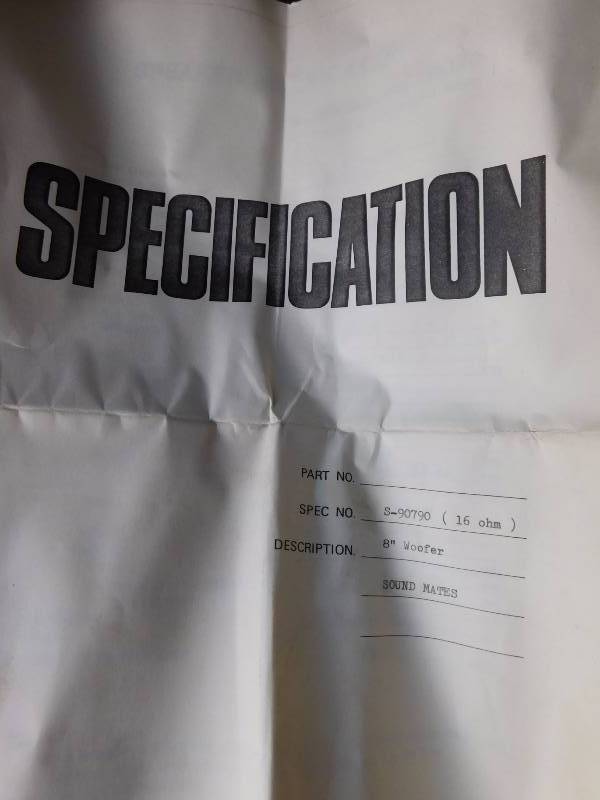 SPECIFICATION
PART NO.
SPEC NO. S-90790 ( 16 ohm )
DESCRIPTION. 8" Woofer
SOUND MATES